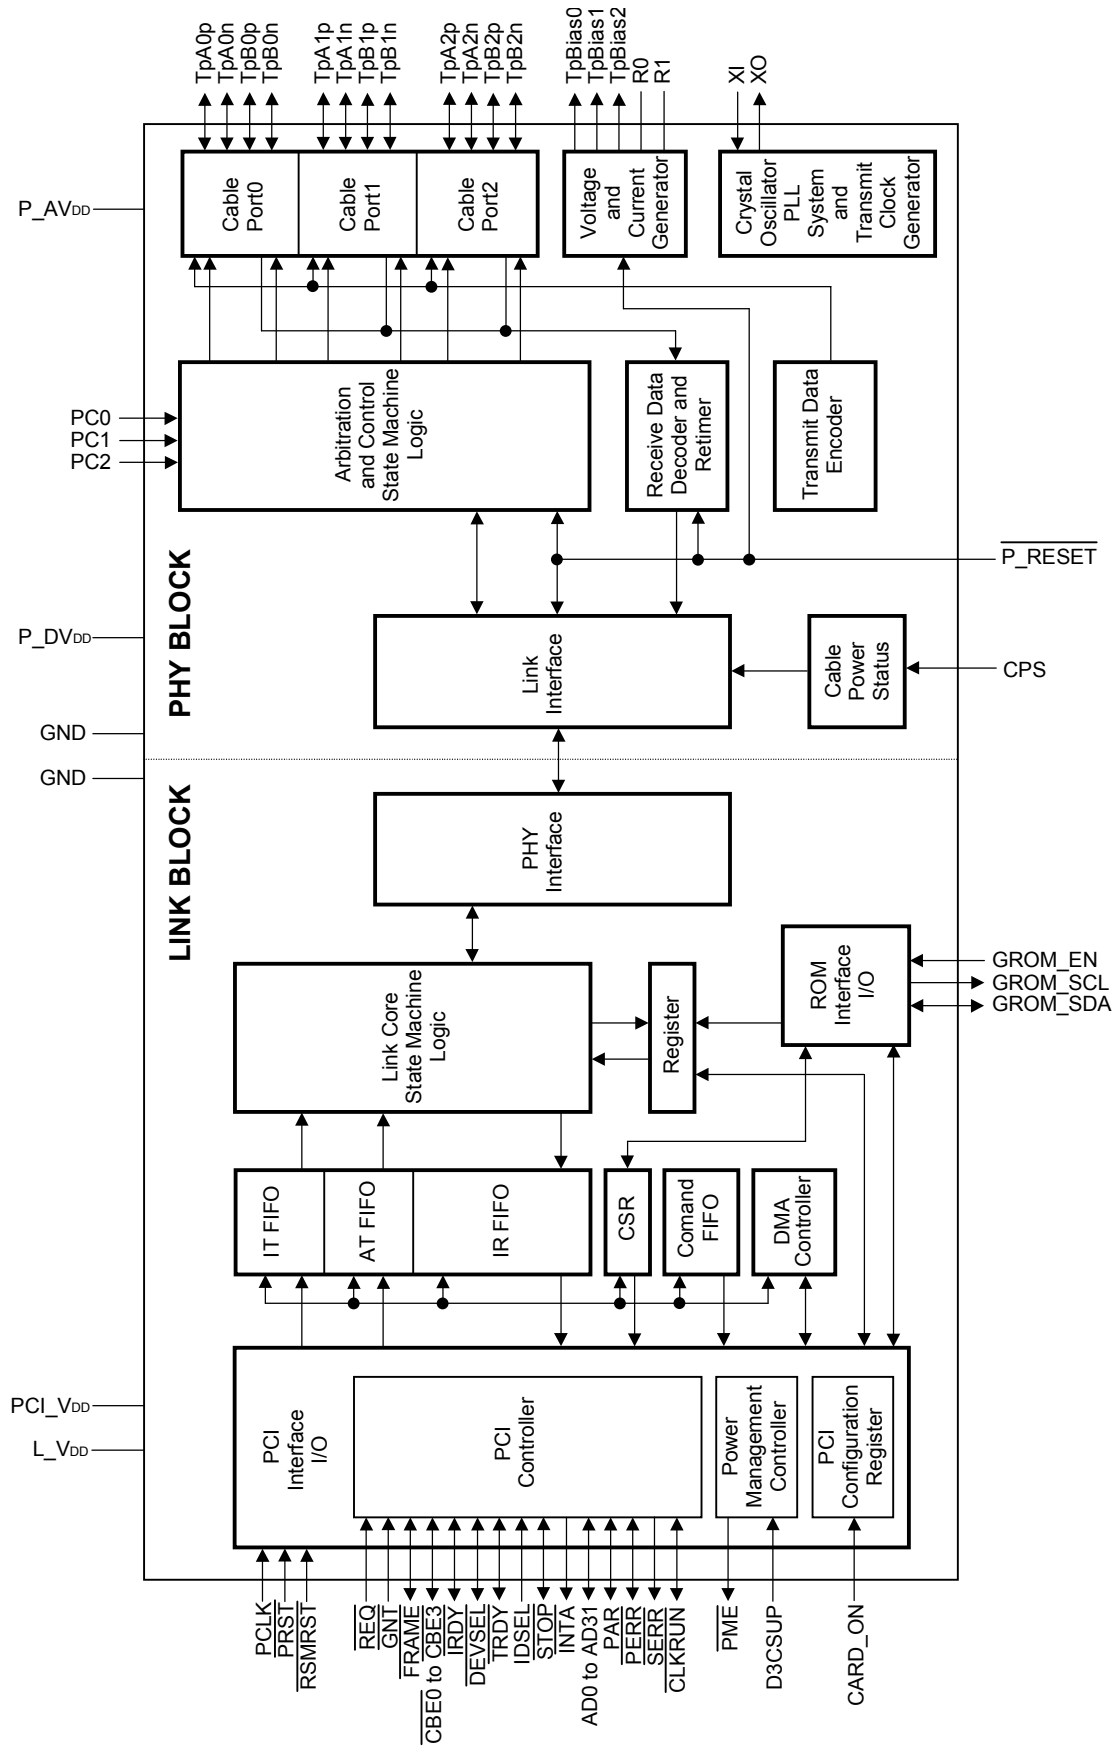 TpA0p
TpA0n
TpB0p
TpB0n
TpA1p
TpA1n
TpB1p
TpB1n
TpA2p
TpA2n
TpB2p
TpB2n
TpBias0
TpBias1
TpBias2
R0
R1
XI
XO
P_AVDD
Cable
Port0
Cable
Port1
Cable
Port2
Voltage
and
Current
Generator
Crystal
Oscillator
PLL
System
and
Transmit
Clock
Generator
PC0
PC1
PC2
Arbitration
and Control
State Machine
Logic
Receive Data
Decoder and
Retimer
Transmit Data
Encoder
P_RESET
PHY BLOCK
P_DVDD
Link
Interface
Cable
Power
Status
CPS
GND
GND
LINK BLOCK
PHY
Interface
Link Core
State Machine
Logic
Register
ROM
Interface
I/O
GROM_EN
GROM_SCL
GROM_SDA
IT FIFO
AT FIFO
IR FIFO
CSR
Comand
FIFO
DMA
Controller
PCI_VDD
L_VDD
PCI
Interface
I/O
PCI
Controller
Power
Management
Controller
PCI
Configuration
Register
PCLK
PRST
RSMRST
REQ
GNT
FRAME
CBE0 to CBE3
IRDY
DEVSEL
TRDY
IDSEL
STOP
INTA
AD0 to AD31
PAR
PERR
SERR
CLKRUN
PME
D3CSUP
CARD_ON